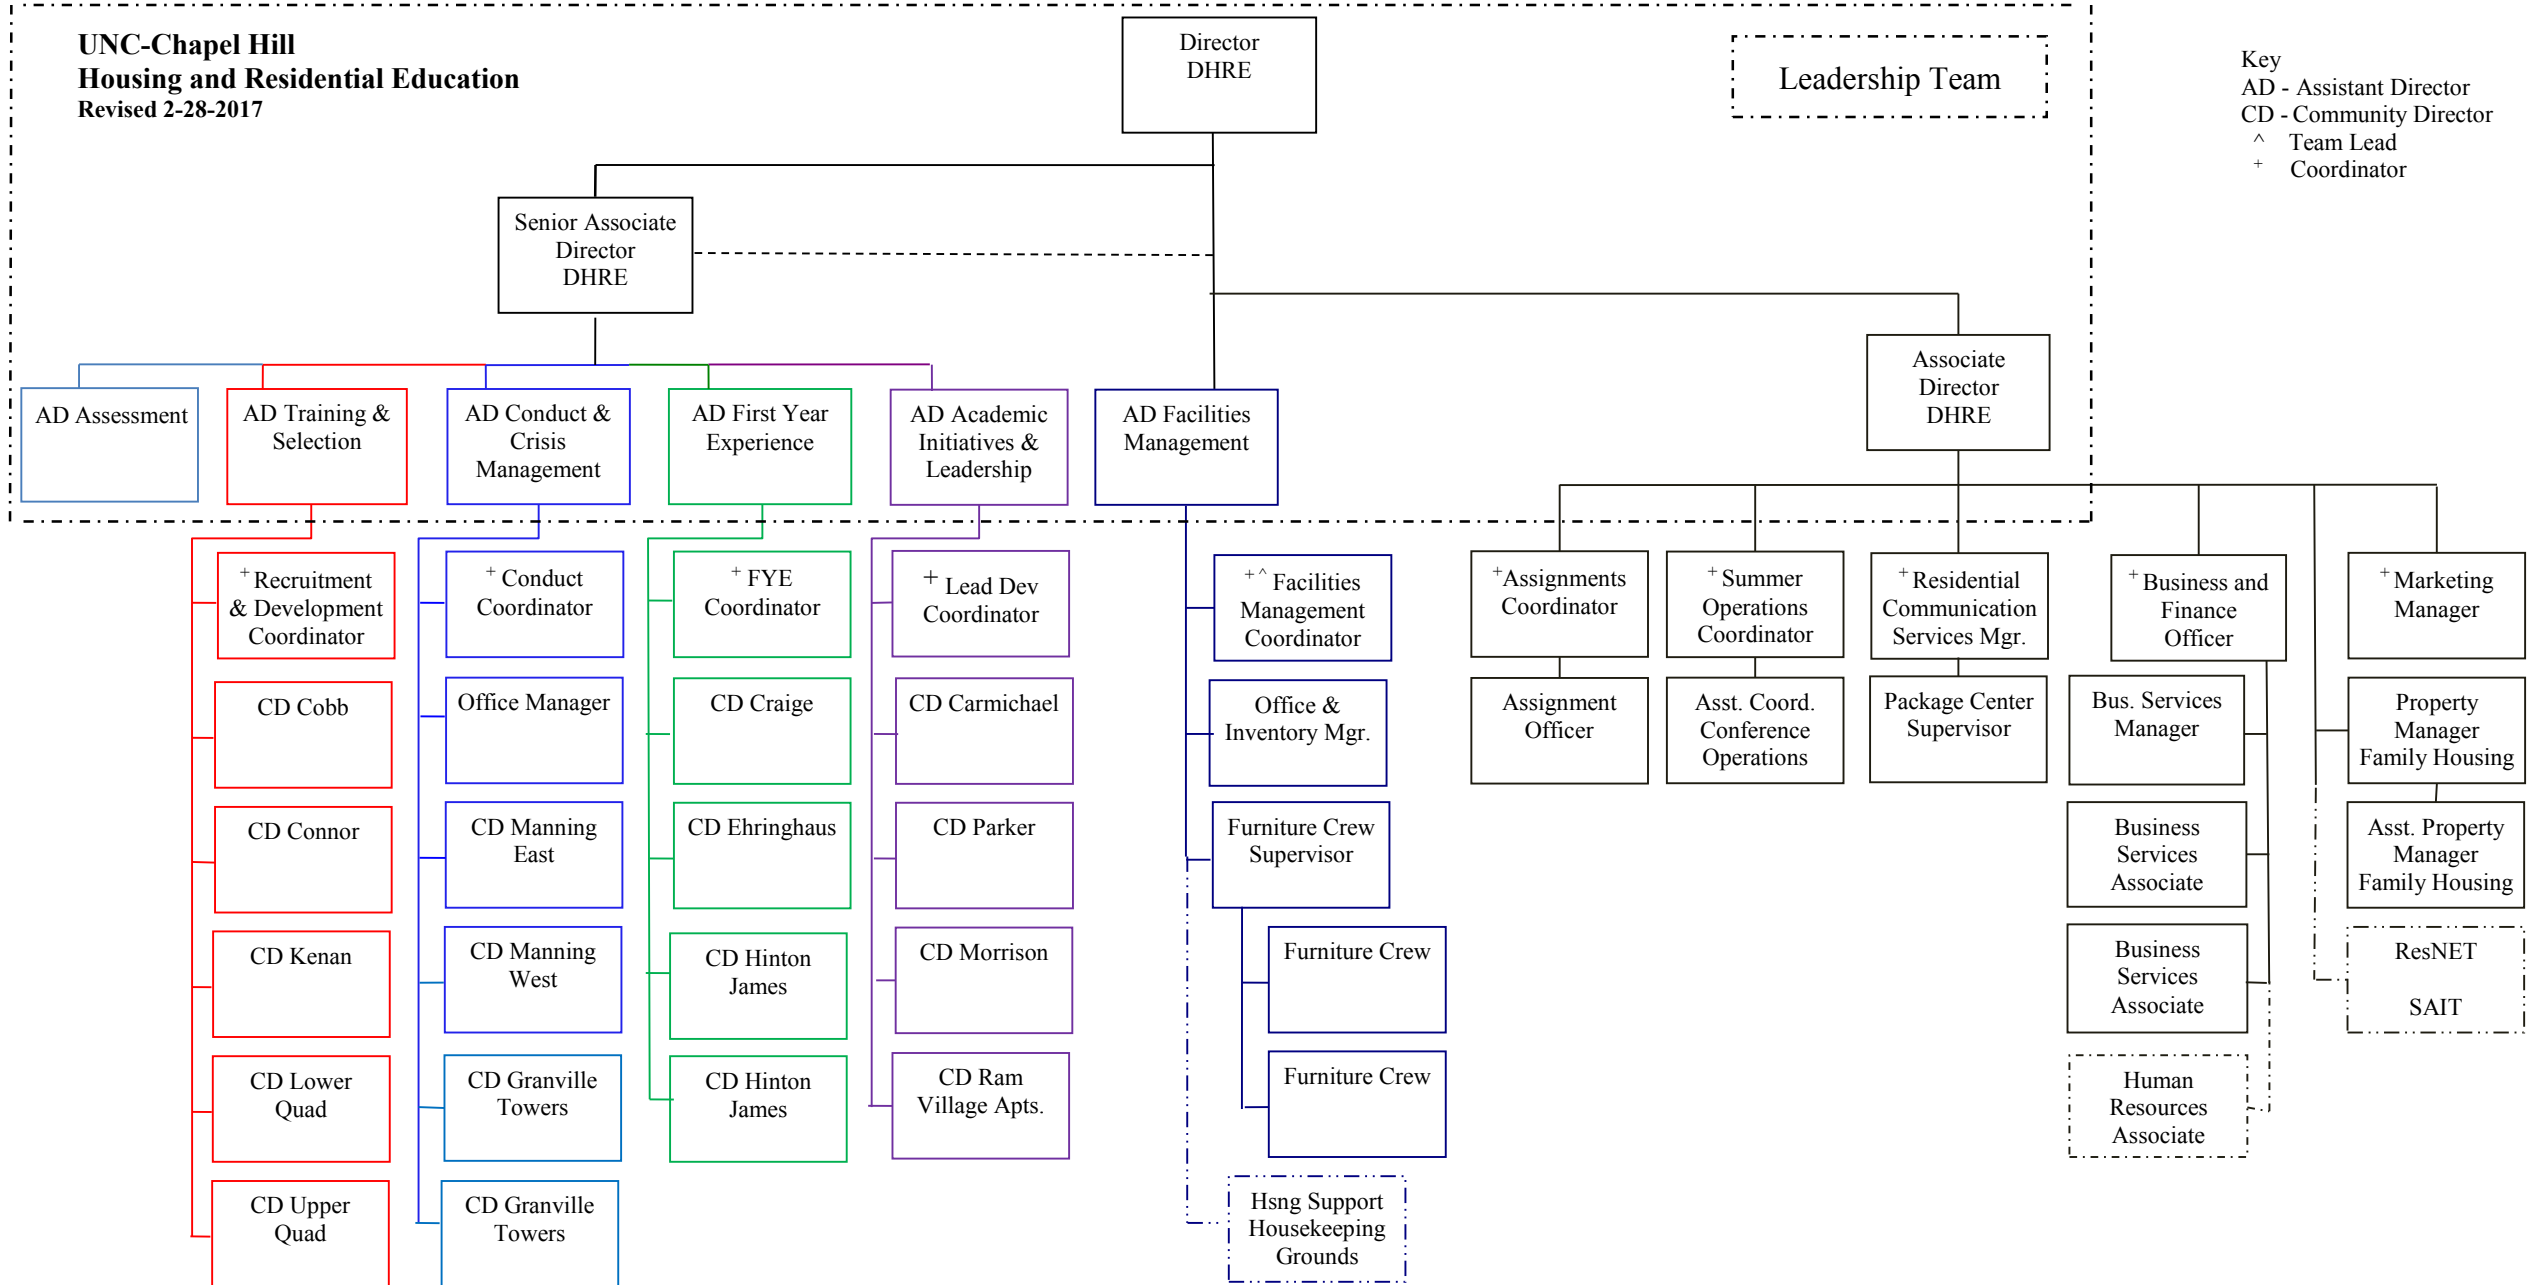 UNC-Chapel Hill
Housing and Residential Education
Revised 2-28-2017
Director
DHRE
Leadership Team
Key
AD - Assistant Director
CD - Community Director
^ Team Lead
+ Coordinator
Senior Associate
Director
DHRE
Associate
Director
DHRE
AD Assessment
AD Training &
Selection
AD Conduct &
Crisis
Management
AD First Year
Experience
AD Academic
Initiatives &
Leadership
AD Facilities
Management
+ Recruitment
& Development
Coordinator
CD Cobb
CD Connor
CD Kenan
CD Lower
Quad
CD Upper
Quad
+ Conduct
Coordinator
Office Manager
CD Manning
East
CD Manning
West
CD Granville
Towers
CD Granville
Towers
+ FYE
Coordinator
CD Craige
CD Ehringhaus
CD Hinton
James
CD Hinton
James
+ Lead Dev
Coordinator
CD Carmichael
CD Parker
CD Morrison
CD Ram
Village Apts.
+ ^ Facilities
Management
Coordinator
Office &
Inventory Mgr.
Furniture Crew
Supervisor
Furniture Crew
Furniture Crew
Hsng Support
Housekeeping
Grounds
+Assignments
Coordinator
Assignment
Officer
+ Summer
Operations
Coordinator
Asst. Coord.
Conference
Operations
+ Residential
Communication
Services Mgr.
Package Center
Supervisor
+ Business and
Finance
Officer
Bus. Services
Manager
Business
Services
Associate
Business
Services
Associate
Human
Resources
Associate
+ Marketing
Manager
Property
Manager
Family Housing
Asst. Property
Manager
Family Housing
ResNET
SAIT